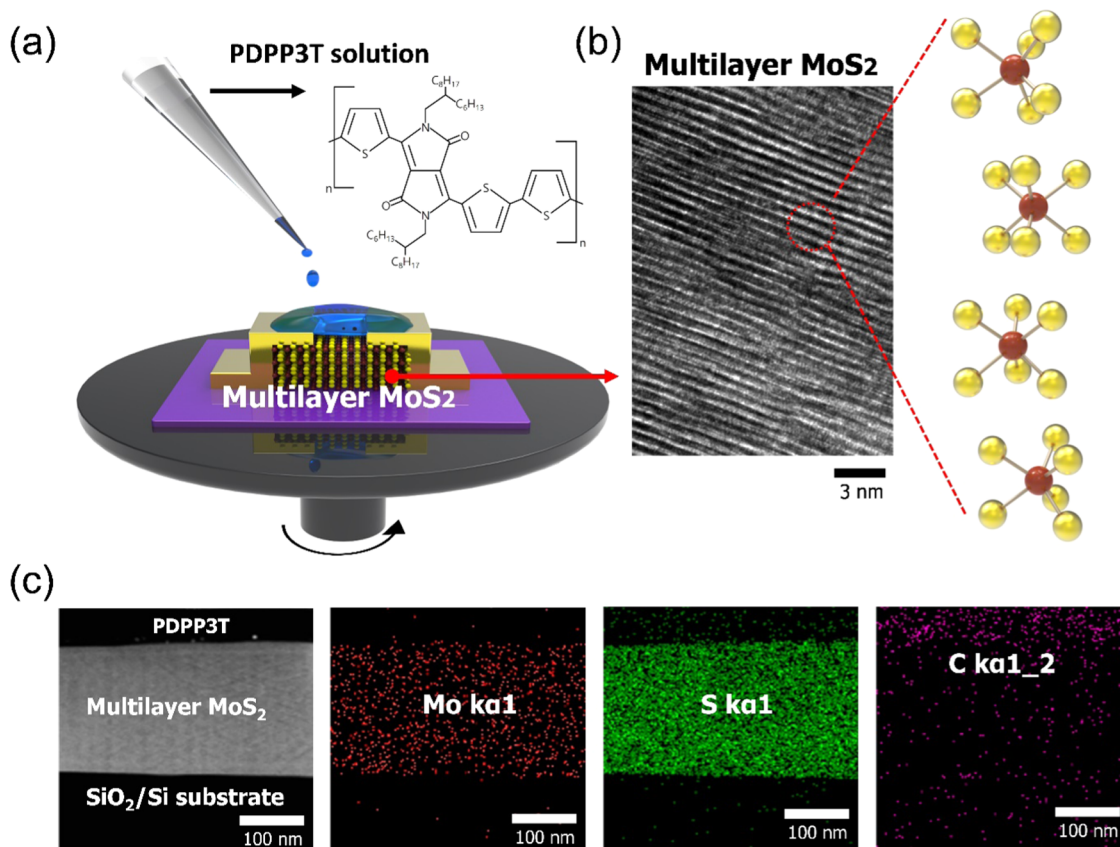 (a)
PDPP3T solution
C₈H₁₇
C₆H₁₃
N
O
S
n
S
S
O
N
n
C₆H₁₃
C₈H₁₇
Multilayer MoS₂
(b)
Multilayer MoS₂
3 nm
(c)
PDPP3T
Multilayer MoS₂
SiO₂/Si substrate
100 nm
Mo kα1
100 nm
S kα1
100 nm
C kα1_2
100 nm